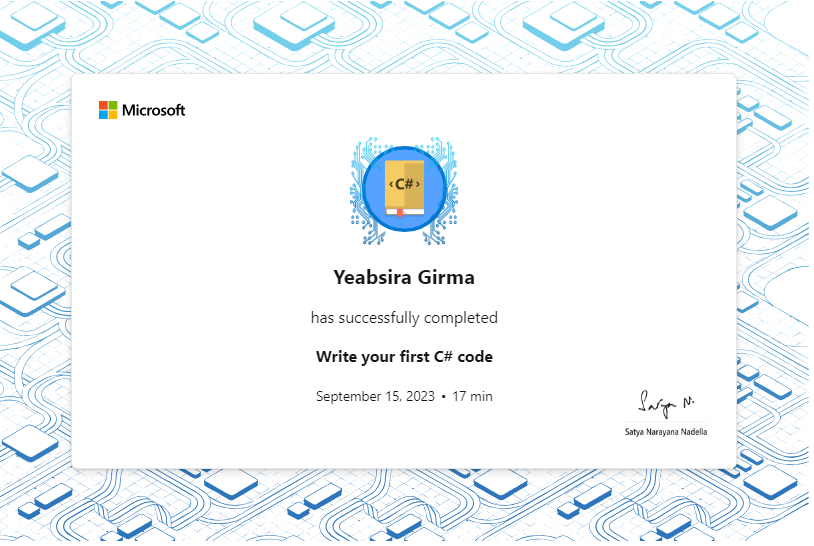 Microsoft
‹C#›
Yeabsira Girma
has successfully completed
Write your first C# code
September 15, 2023 • 17 min
Satya N.
Satya Narayana Nadella